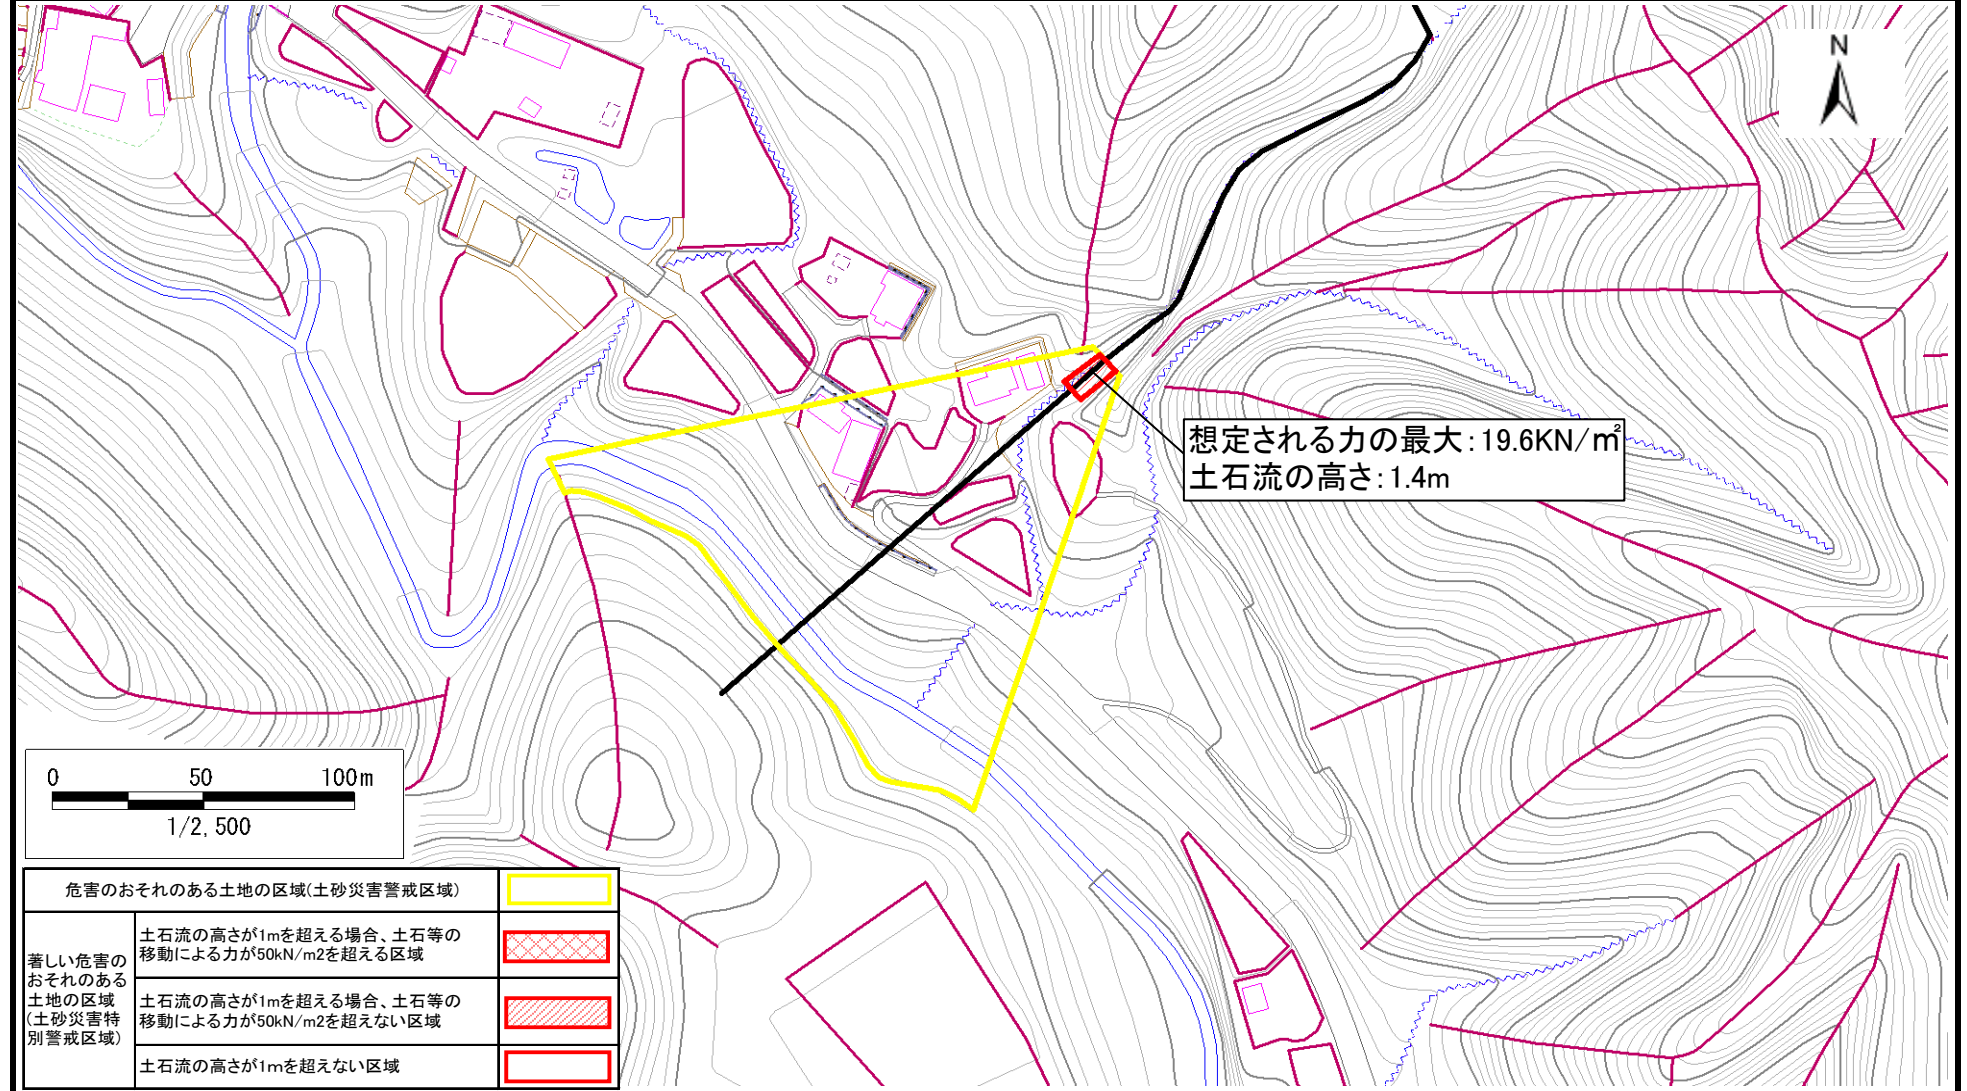 N
想定される力の最大:19.6KN/㎡
土石流の高さ:1.4m
0 50 100m
1/2,500
危害のおそれのある土地の区域(土砂災害警戒区域)
著しい危害の
おそれのある
土地の区域
(土砂災害特
別警戒区域)
土石流の高さが1mを超える場合、土石等の
移動による力が50kN/m2を超える区域
土石流の高さが1mを超える場合、土石等の
移動による力が50kN/m2を超えない区域
土石流の高さが1mを超えない区域